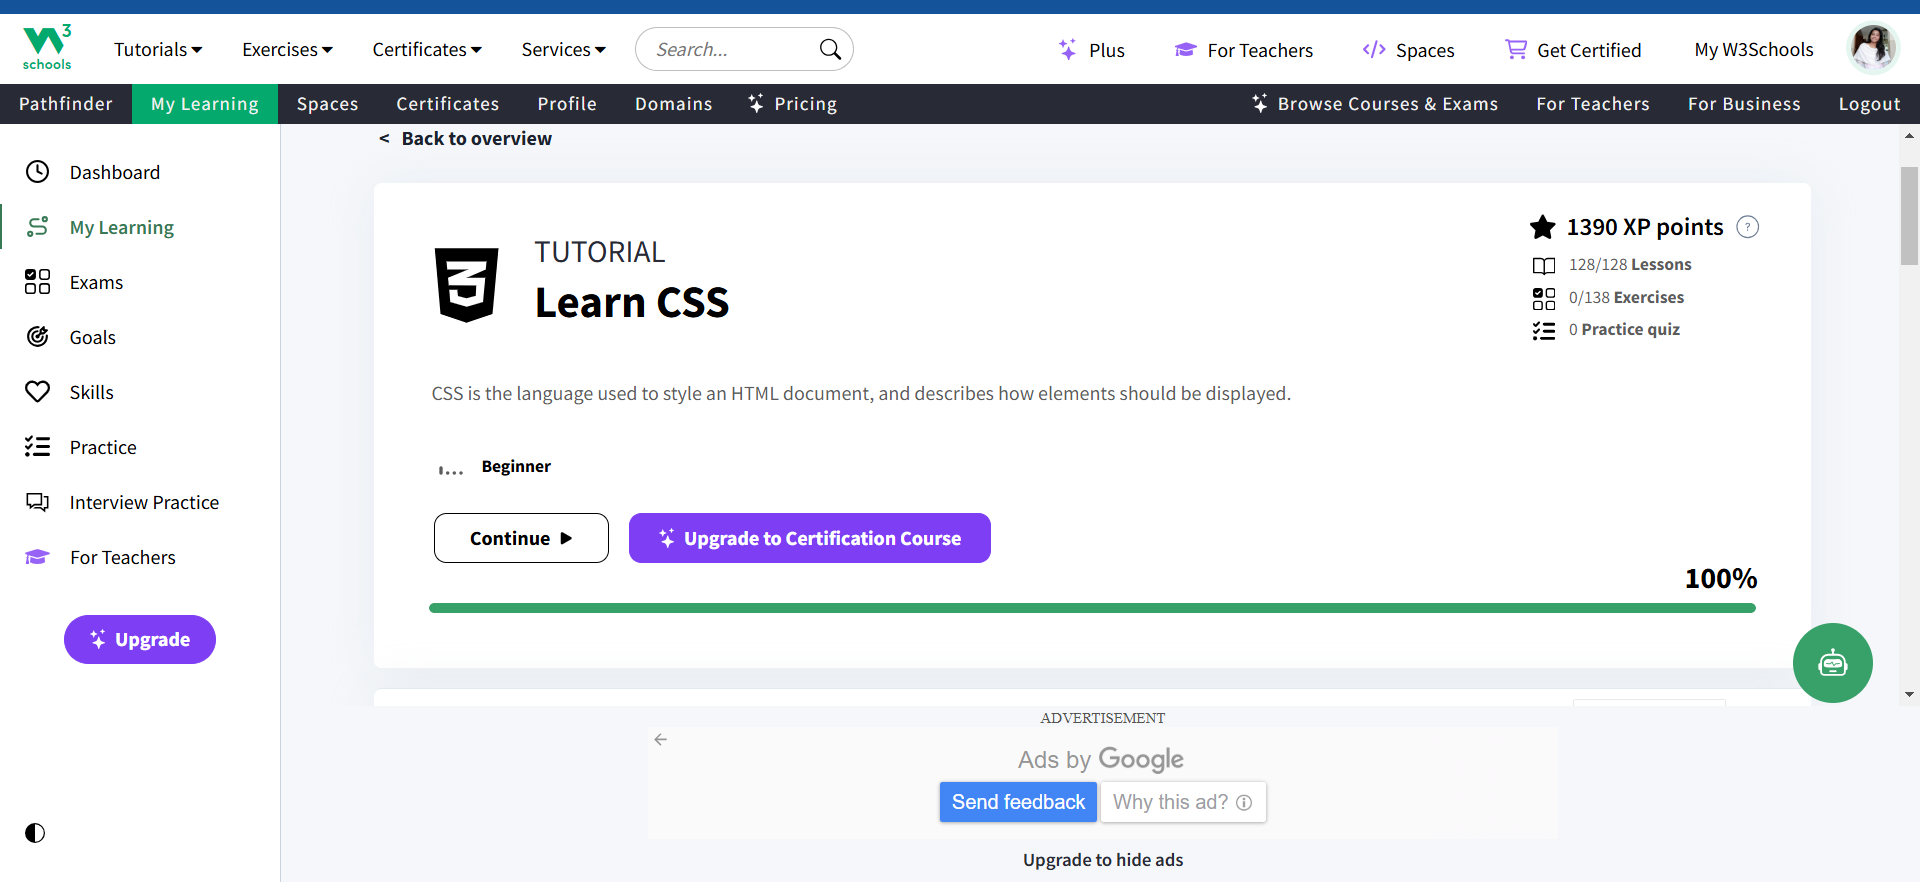 W3 schools
Tutorials Exercises Certificates Services Search... Plus For Teachers </> Spaces Get Certified My W3Schools
Pathfinder My Learning Spaces Certificates Profile Domains Pricing Browse Courses & Exams For Teachers For Business Logout
Dashboard
My Learning
Exams
Goals
Skills
Practice
Interview Practice
For Teachers
Upgrade
< Back to overview
TUTORIAL
Learn CSS
1390 XP points ?
128/128 Lessons
0/138 Exercises
0 Practice quiz
CSS is the language used to style an HTML document, and describes how elements should be displayed.
Beginner
Continue Upgrade to Certification Course
100%
ADVERTISEMENT
Ads by Google
Send feedback Why this ad?
Upgrade to hide ads